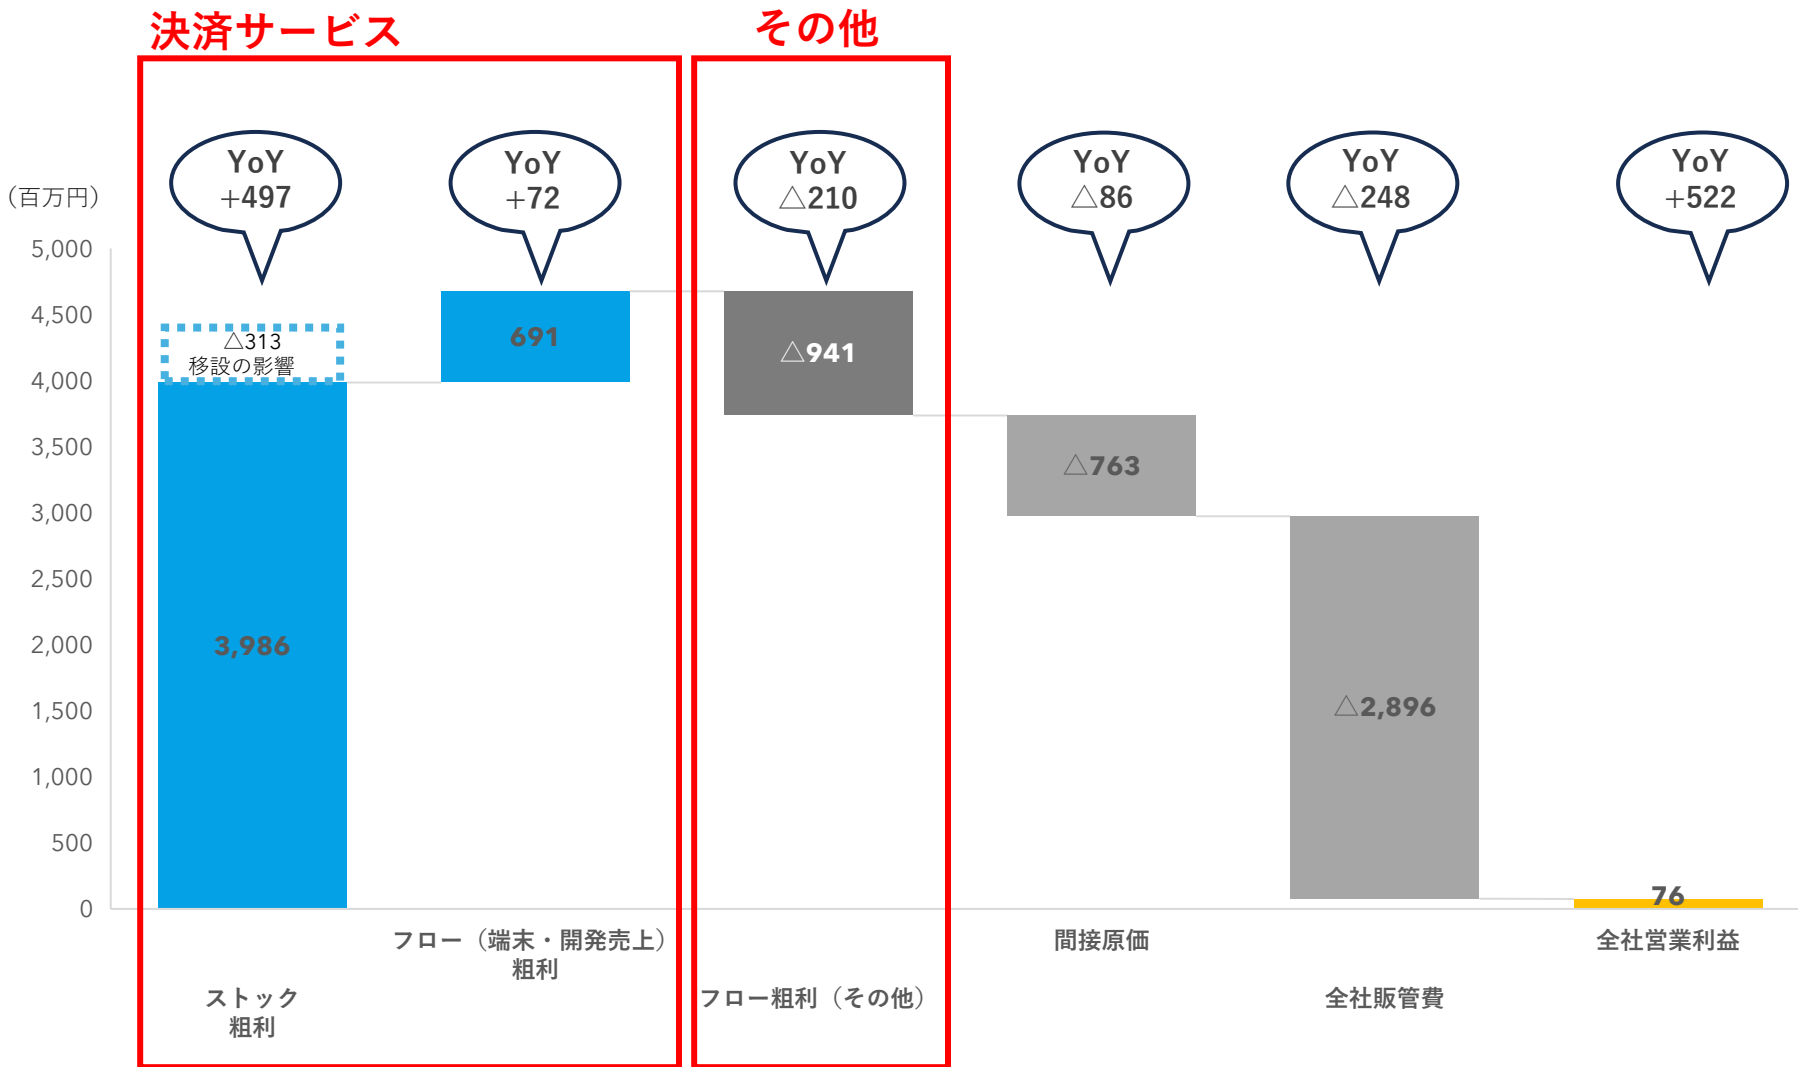 決済サービス
その他
YoY
+497
YoY
+72
YoY
△210
YoY
△86
YoY
△248
YoY
+522
(百万円)
5,000
4,500
4,000
3,500
3,000
2,500
2,000
1,500
1,000
500
0
△313
移設の影響
3,986
691
△941
△763
△2,896
76
ストック
粗利
フロー（端末・開発売上）
粗利
フロー粗利（その他）
間接原価
全社販管費
全社営業利益